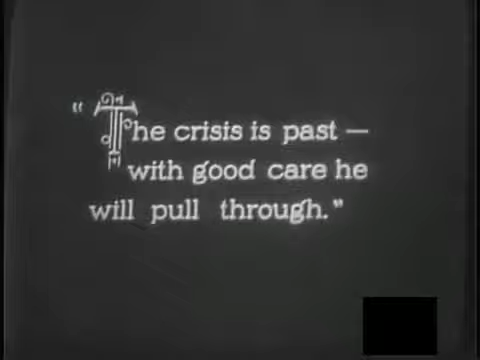 "The crisis is past —
with good care he
will pull through."